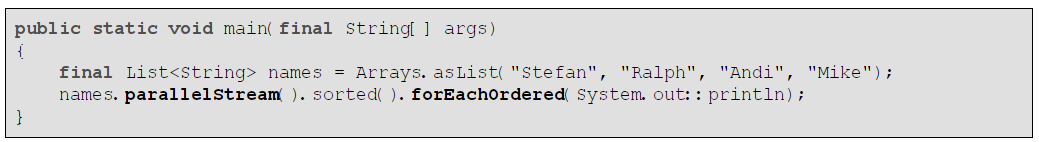 public static void main(final String[] args)
{
    final List<String> names = Arrays.asList("Stefan", "Ralph", "Andi", "Mike");
    names.parallelStream().sorted().forEachOrdered(System.out::println);
}